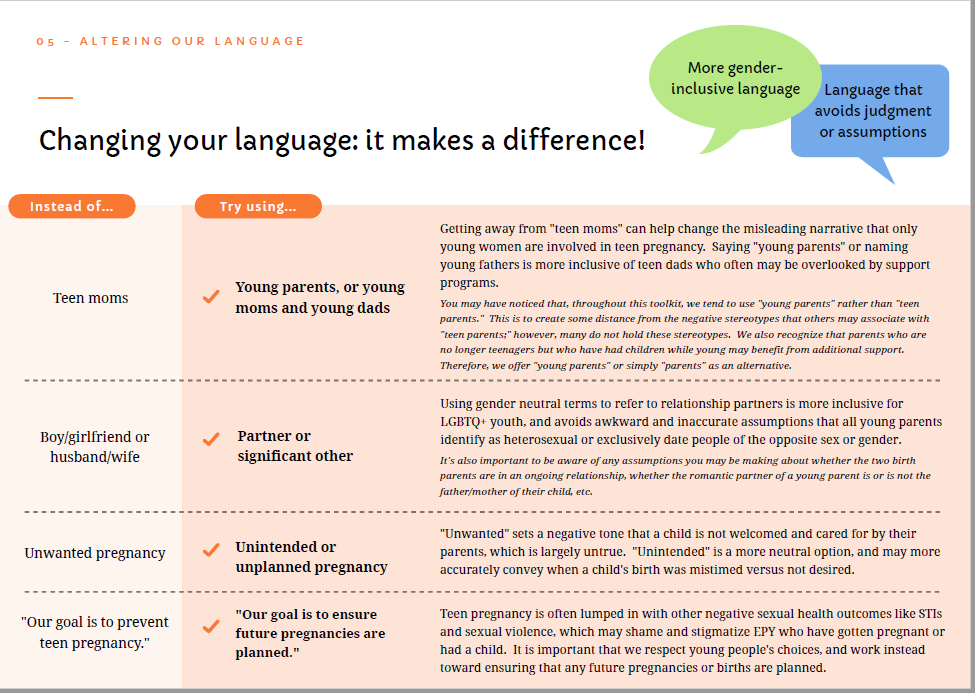 05 - ALTERING OUR LANGUAGE
More gender-
inclusive language
Language that
avoids judgment
or assumptions
Changing your language: it makes a difference!
Instead of...
Try using...
Teen moms
Young parents, or young
moms and young dads
Getting away from "teen moms" can help change the misleading narrative that only
young women are involved in teen pregnancy.  Saying "young parents" or naming
young fathers is more inclusive of teen dads who often may be overlooked by support
programs.
You may have noticed that, throughout this toolkit, we tend to use "young parents" rather than "teen
parents."  This is to create some distance from the negative stereotypes that others may associate with
"teen parents;" however, many do not hold these stereotypes.  We also recognize that parents who are
no longer teenagers but who have had children while young may benefit from additional support.
Therefore, we offer "young parents" or simply "parents" as an alternative.
Boy/girlfriend or
husband/wife
Partner or
significant other
Using gender neutral terms to refer to relationship partners is more inclusive for
LGBTQ+ youth, and avoids awkward and inaccurate assumptions that all young parents
identify as heterosexual or exclusively date people of the opposite sex or gender.
It's also important to be aware of any assumptions you may be making about whether the two birth
parents are in an ongoing relationship, whether the romantic partner of a young parent is or is not the
father/mother of their child, etc.
Unwanted pregnancy
Unintended or
unplanned pregnancy
"Unwanted" sets a negative tone that a child is not welcomed and cared for by their
parents, which is largely untrue.  "Unintended" is a more neutral option, and may more
accurately convey when a child's birth was mistimed versus not desired.
"Our goal is to prevent
teen pregnancy."
"Our goal is to ensure
future pregnancies are
planned."
Teen pregnancy is often lumped in with other negative sexual health outcomes like STIs
and sexual violence, which may shame and stigmatize EPY who have gotten pregnant or
had a child.  It is important that we respect young people's choices, and work instead
toward ensuring that any future pregnancies or births are planned.